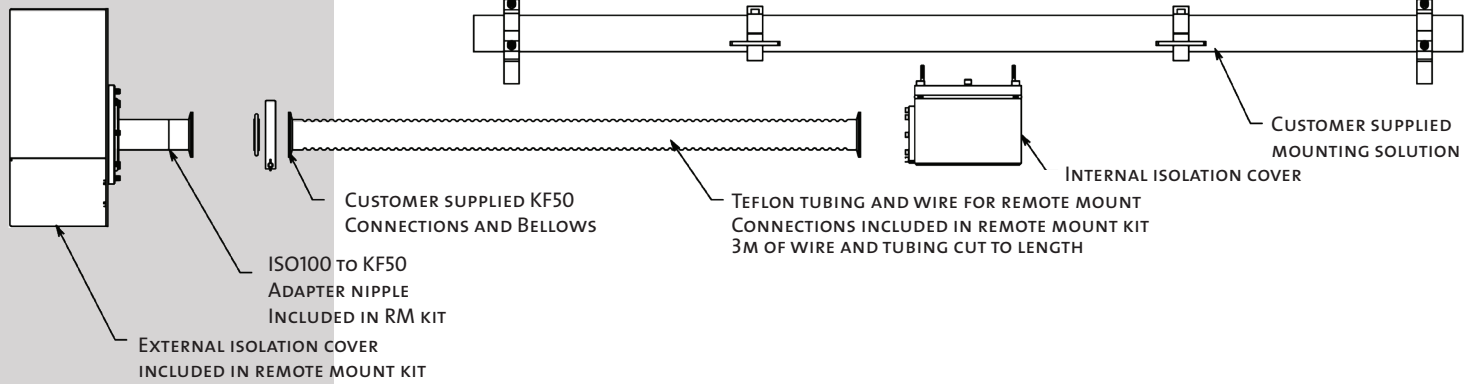 Customer supplied
mounting solution
Internal isolation cover
Customer supplied KF50
Connections and Bellows
Teflon tubing and wire for remote mount
Connections included in remote mount kit
3m of wire and tubing cut to length
ISO100 to KF50
Adapter nipple
Included in RM kit
External isolation cover
included in remote mount kit